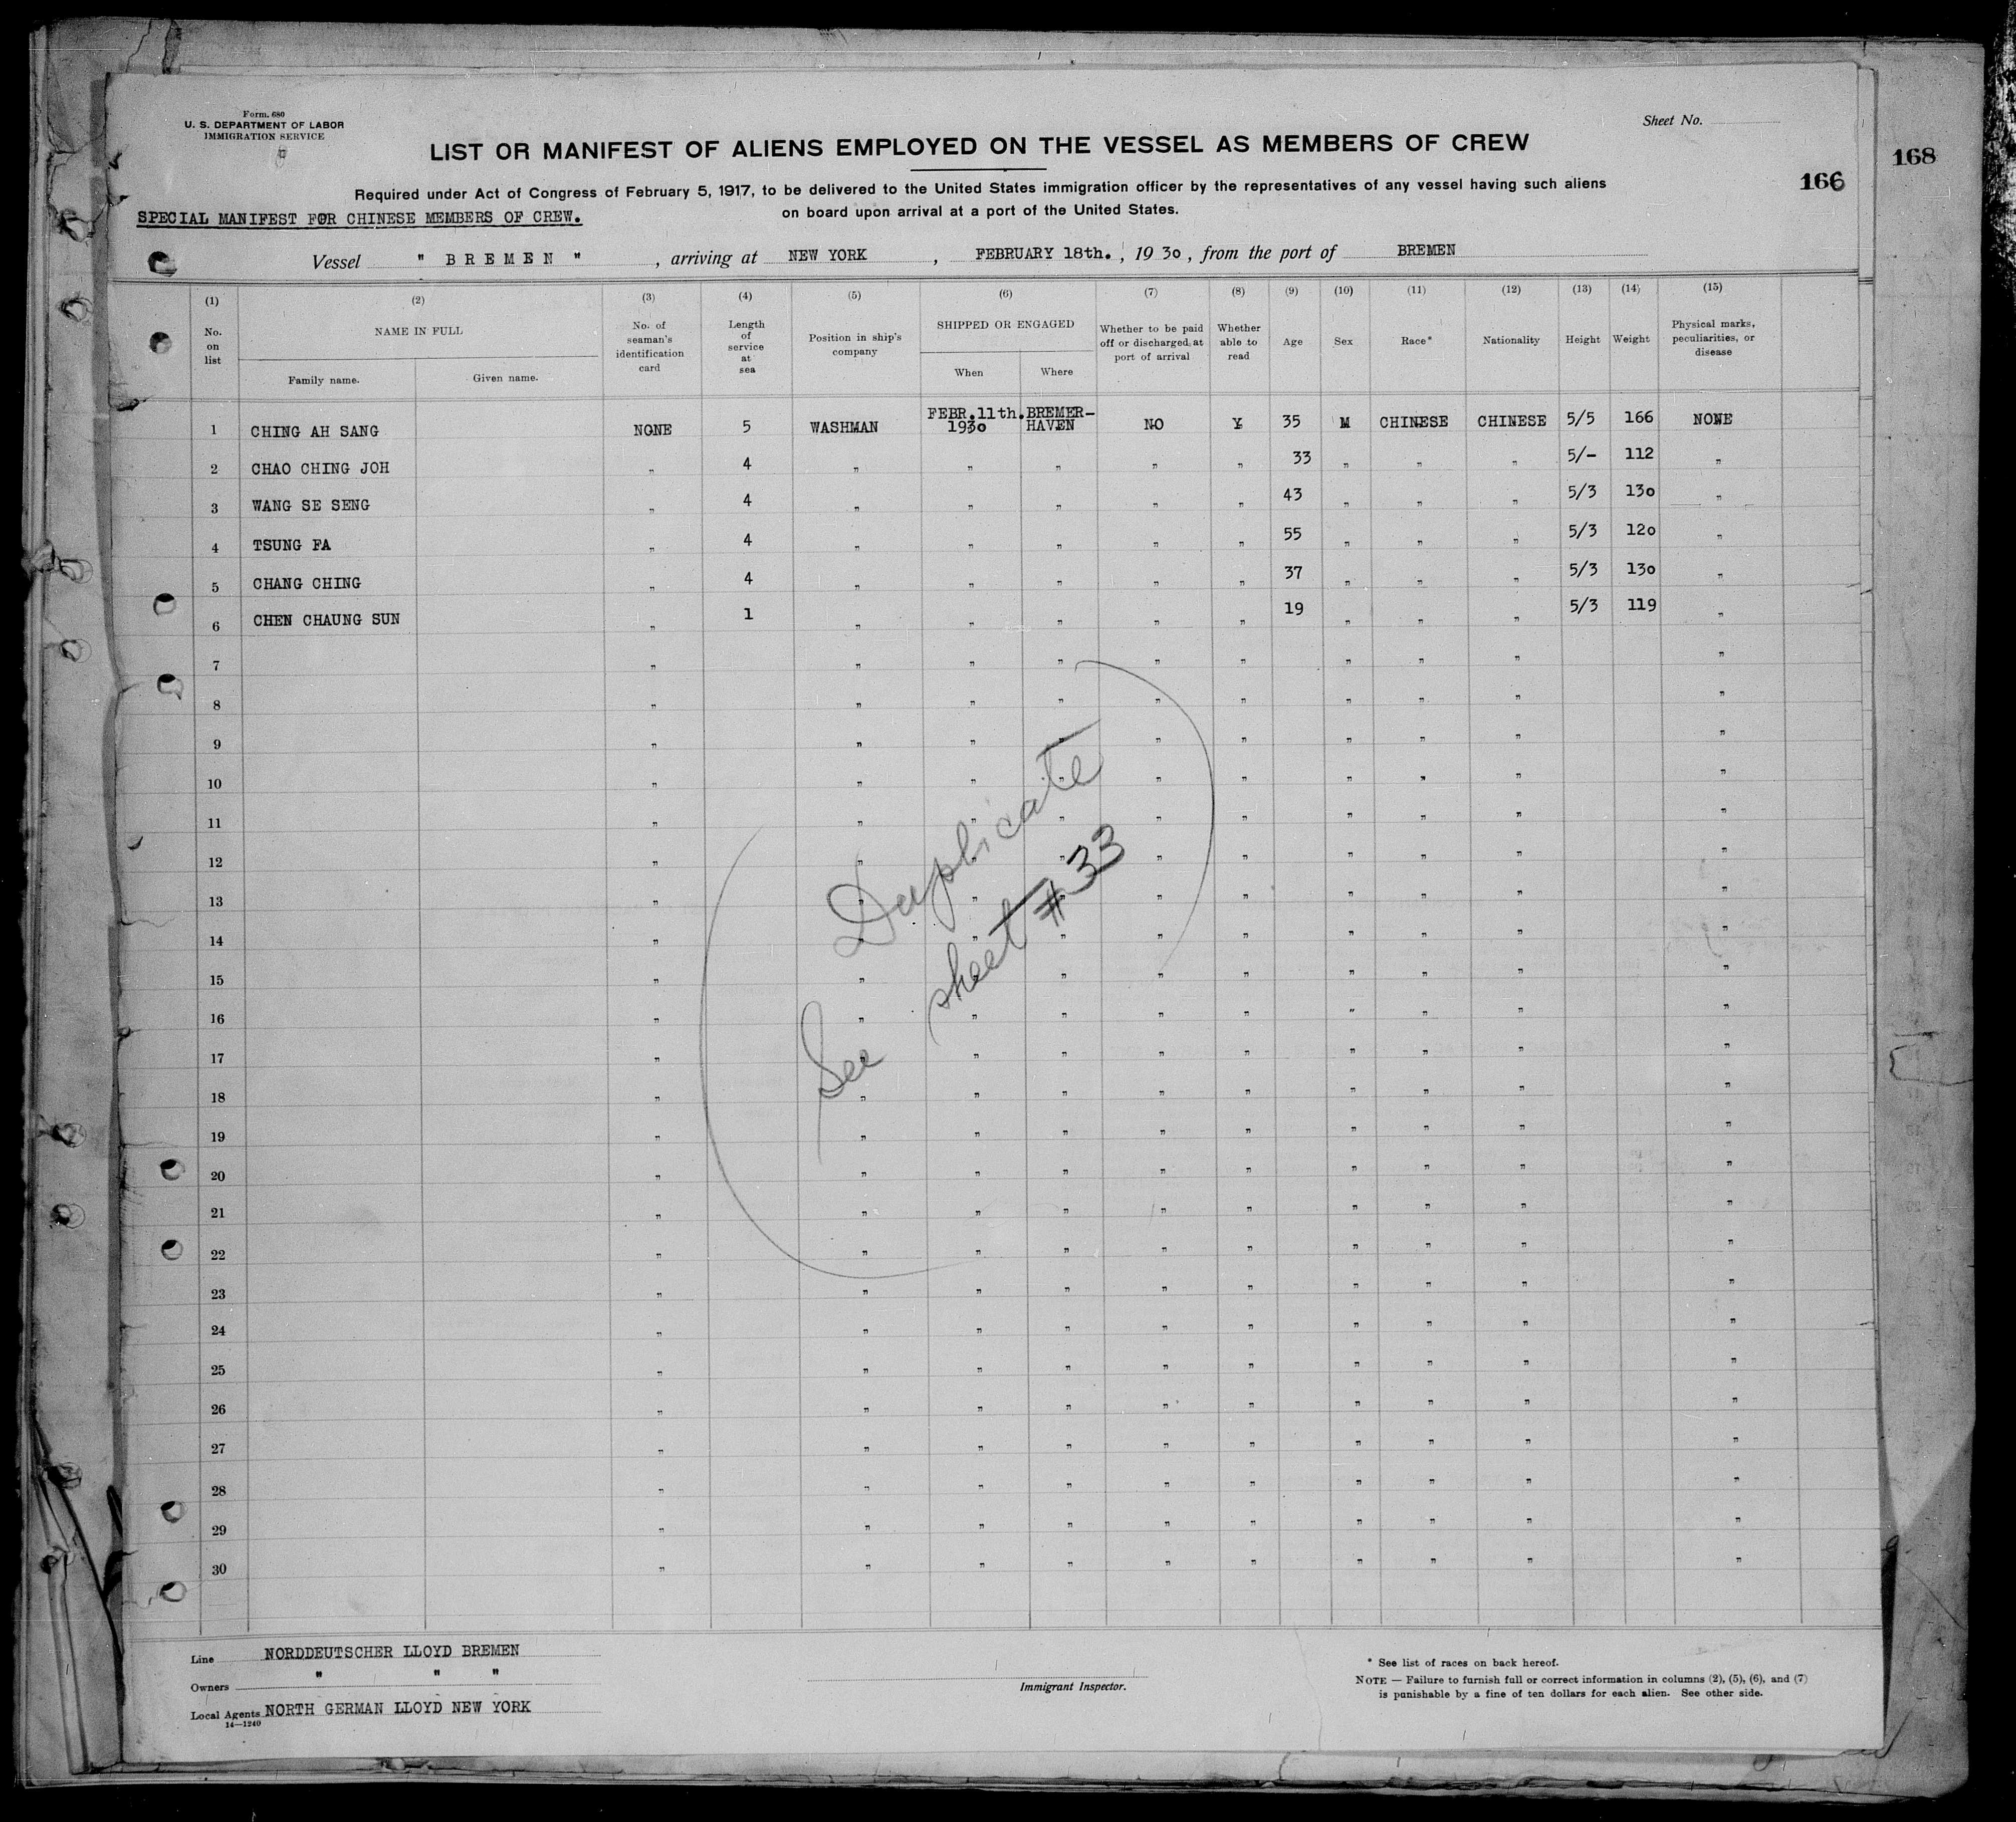 Form. 680
U. S. DEPARTMENT OF LABOR
IMMIGRATION SERVICE
Sheet No.
LIST OR MANIFEST OF ALIENS EMPLOYED ON THE VESSEL AS MEMBERS OF CREW
168
166
Required under Act of Congress of February 5, 1917, to be delivered to the United States immigration officer by the representatives of any vessel having such aliens
on board upon arrival at a port of the United States.
SPECIAL MANIFEST FOR CHINESE MEMBERS OF CREW.
Vessel " B R E M E N " , arriving at NEW YORK , FEBRUARY 18th. , 1930 , from the port of BREMEN
(1) (2) (3) (4) (5) (6) (7) (8) (9) (10) (11) (12) (13) (14) (15)
No. on list NAME IN FULL No. of seaman's identification card Length of service at sea Position in ship's company SHIPPED OR ENGAGED Whether to be paid off or discharged at port of arrival Whether able to read Age Sex Race* Nationality Height Weight Physical marks, peculiarities, or disease
Family name. Given name. When Where
1 CHING AH SANG NONE 5 WASHMAN FEBR.11th. 1930 BREMER-HAVEN NO Y 35 M CHINESE CHINESE 5/5 166 NONE
2 CHAO CHING JOH " 4 " " " " " 33 " " " 5/- 112 "
3 WANG SE SENG " 4 " " " " " 43 " " " 5/3 130 "
4 TSUNG FA " 4 " " " " " 55 " " " 5/3 120 "
5 CHANG CHING " 4 " " " " " 37 " " " 5/3 130 "
6 CHEN CHAUNG SUN " 1 " " " " " 19 " " " 5/3 119 "
7 " " " " " " " " " "
8 " " " " " " " " " "
9 " " " " " " " " " "
10 " " " " " " " " " "
11 " " " " " " " " " "
12 " " " " " " " " " "
13 " " " " " " " " " "
14 " " " " " " " " " "
15 " " " " " " " " " "
16 " " " " " " " " " "
17 " " " " " " " " " "
18 " " " " " " " " " "
19 " " " " " " " " " "
20 " " " " " " " " " "
21 " " " " " " " " " "
22 " " " " " " " " " "
23 " " " " " " " " " "
24 " " " " " " " " " "
25 " " " " " " " " " "
26 " " " " " " " " " "
27 " " " " " " " " " "
28 " " " " " " " " " "
29 " " " " " " " " " "
30 " " " " " " " " " "
Duplicate
See sheet #33
Line NORDDEUTSCHER LLOYD BREMEN
Owners " " "
Local Agents NORTH GERMAN LLOYD NEW YORK
14—1240
Immigrant Inspector.
* See list of races on back hereof.
NOTE — Failure to furnish full or correct information in columns (2), (5), (6), and (7)
is punishable by a fine of ten dollars for each alien. See other side.